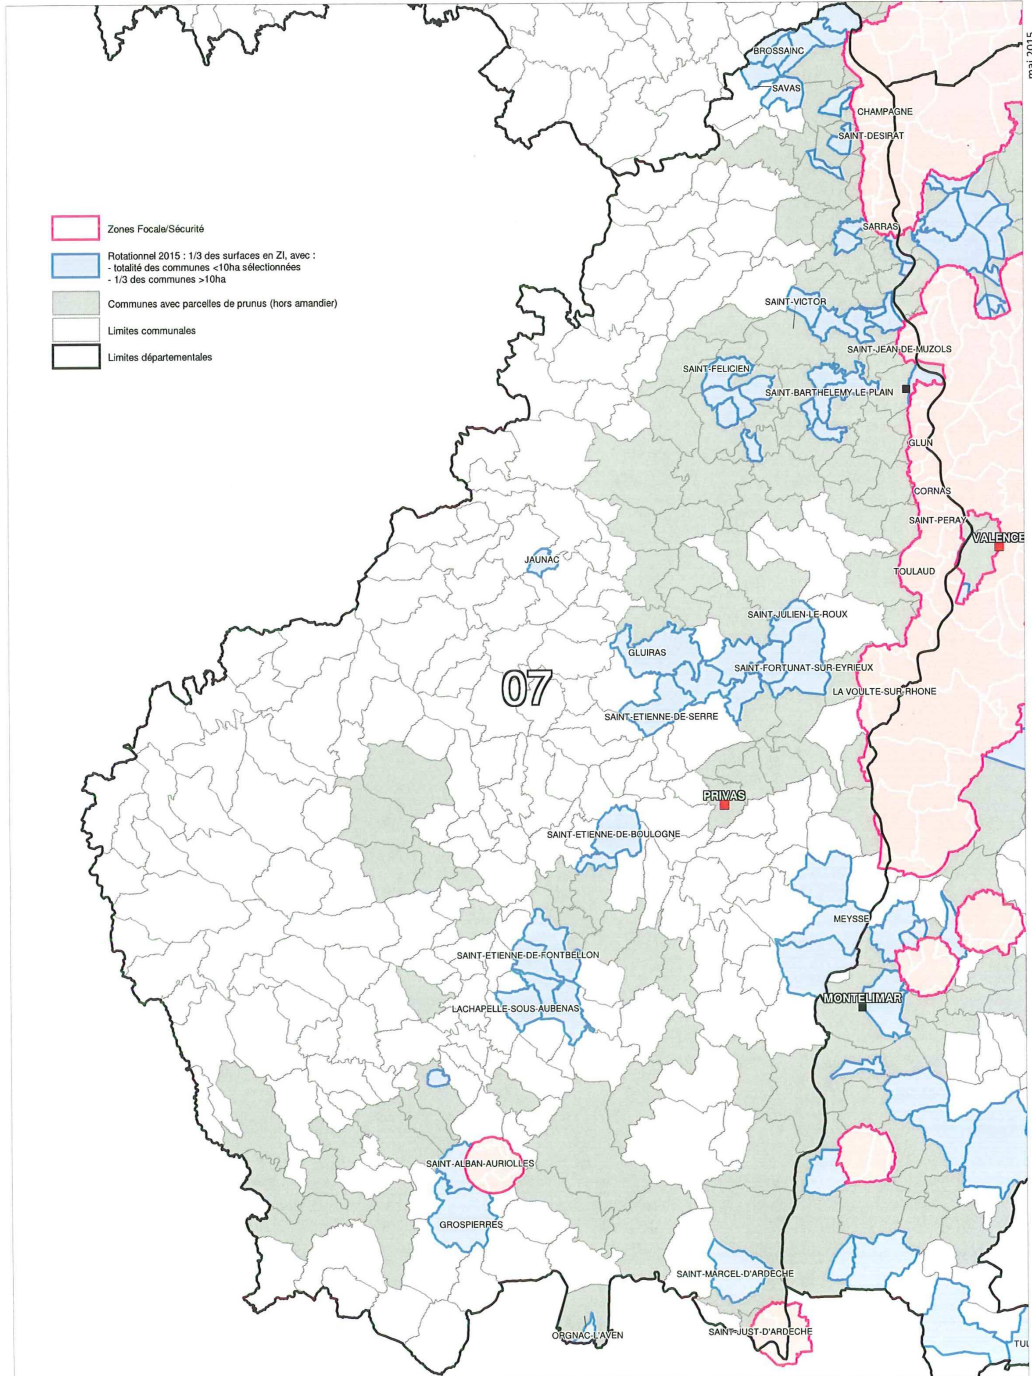 mai 2015
BROSSAINC
SAVAS
CHAMPAGNE
SAINT-DESIRAT
Zones Focale/Sécurité
SARRAS
Rotationnel 2015 : 1/3 des surfaces en ZI, avec :
- totalité des communes <10ha sélectionnées
- 1/3 des communes >10ha
Communes avec parcelles de prunus (hors amandier)
SAINT-VICTOR
Limites communales
SAINT-JEAN-DE-MUZOLS
Limites départementales
SAINT-FELICIEN
SAINT-BARTHELEMY-LE-PLAIN
GLUN
CORNAS
SAINT-PERAY
VALENCE
JAUNAC
TOULAUD
SAINT-JULIEN-LE-ROUX
GLUIRAS
SAINT-FORTUNAT-SUR-EYRIEUX
07
LA VOULTE-SUR-RHONE
SAINT-ETIENNE-DE-SERRE
PRIVAS
SAINT-ETIENNE-DE-BOULOGNE
MEYSSE
SAINT-ETIENNE-DE-FONTBELLON
MONTELIMAR
LACHAPELLE-SOUS-AUBENAS
SAINT-ALBAN-AURIOLLES
GROSPIERRES
SAINT-MARCEL-D'ARDECHE
SAINT-JUST-D'ARDECHE
ORGNAC-L'AVEN
TUL